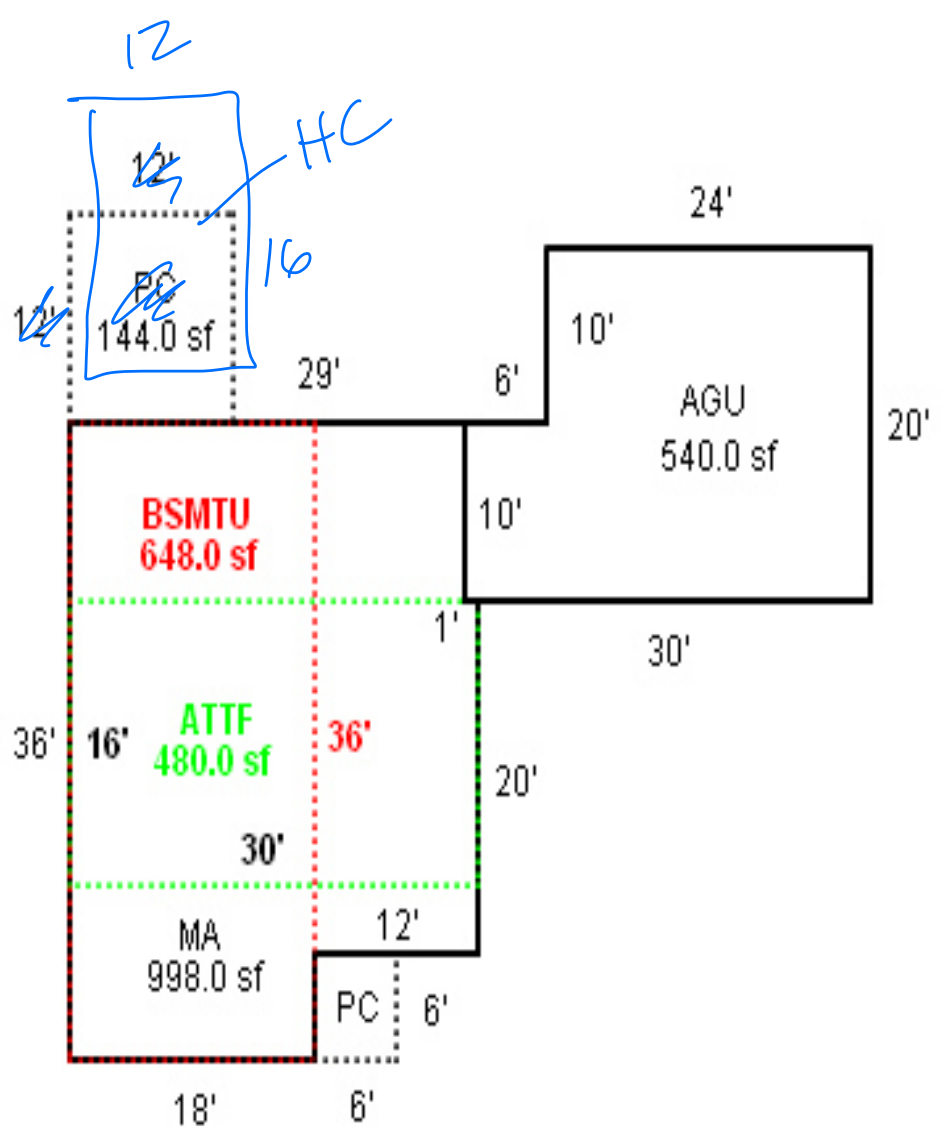 12
HC
12'
24'
16
PC
12'
144.0 sf
10'
29'
6'
AGU
540.0 sf
20'
BSMTU
648.0 sf
10'
1'
30'
ATTF
480.0 sf
36'
16'
36'
20'
30'
12'
MA
998.0 sf
PC
6'
18'
6'